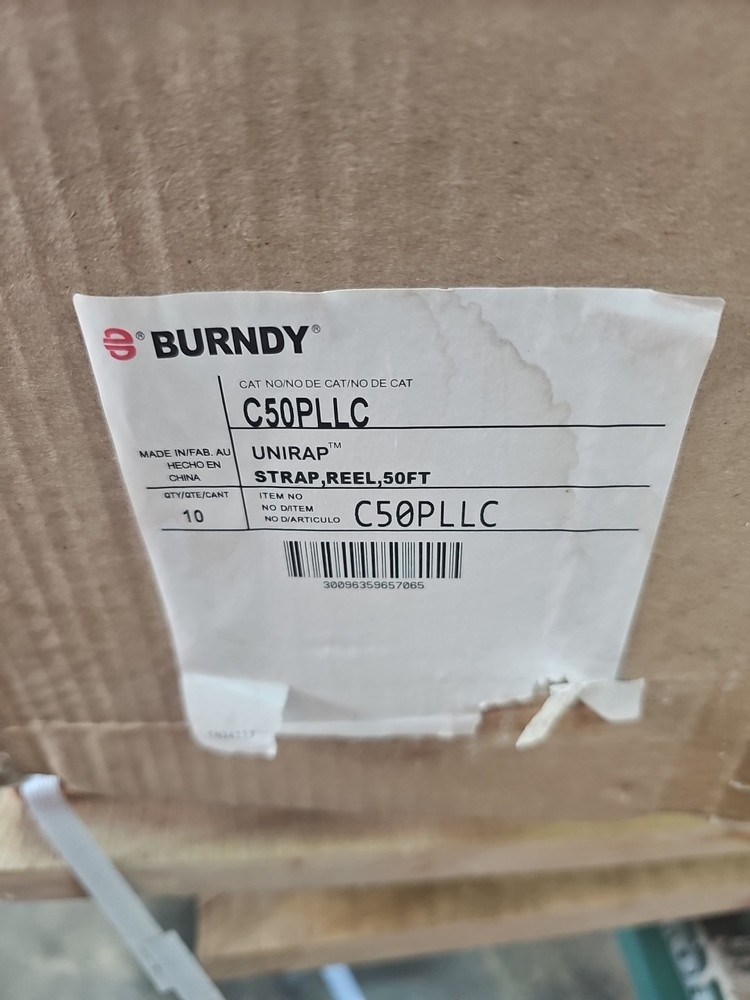 ® BURNDY®
CAT NO/NO DE CAT/NO DE CAT
C50PLLC
MADE IN/FAB. AU
HECHO EN
CHINA
UNIRAP™
STRAP,REEL,50FT
QTY/QTE/CANT
10
ITEM NO
NO D/ITEM
NO D/ARTICULO
C50PLLC
30096359657065